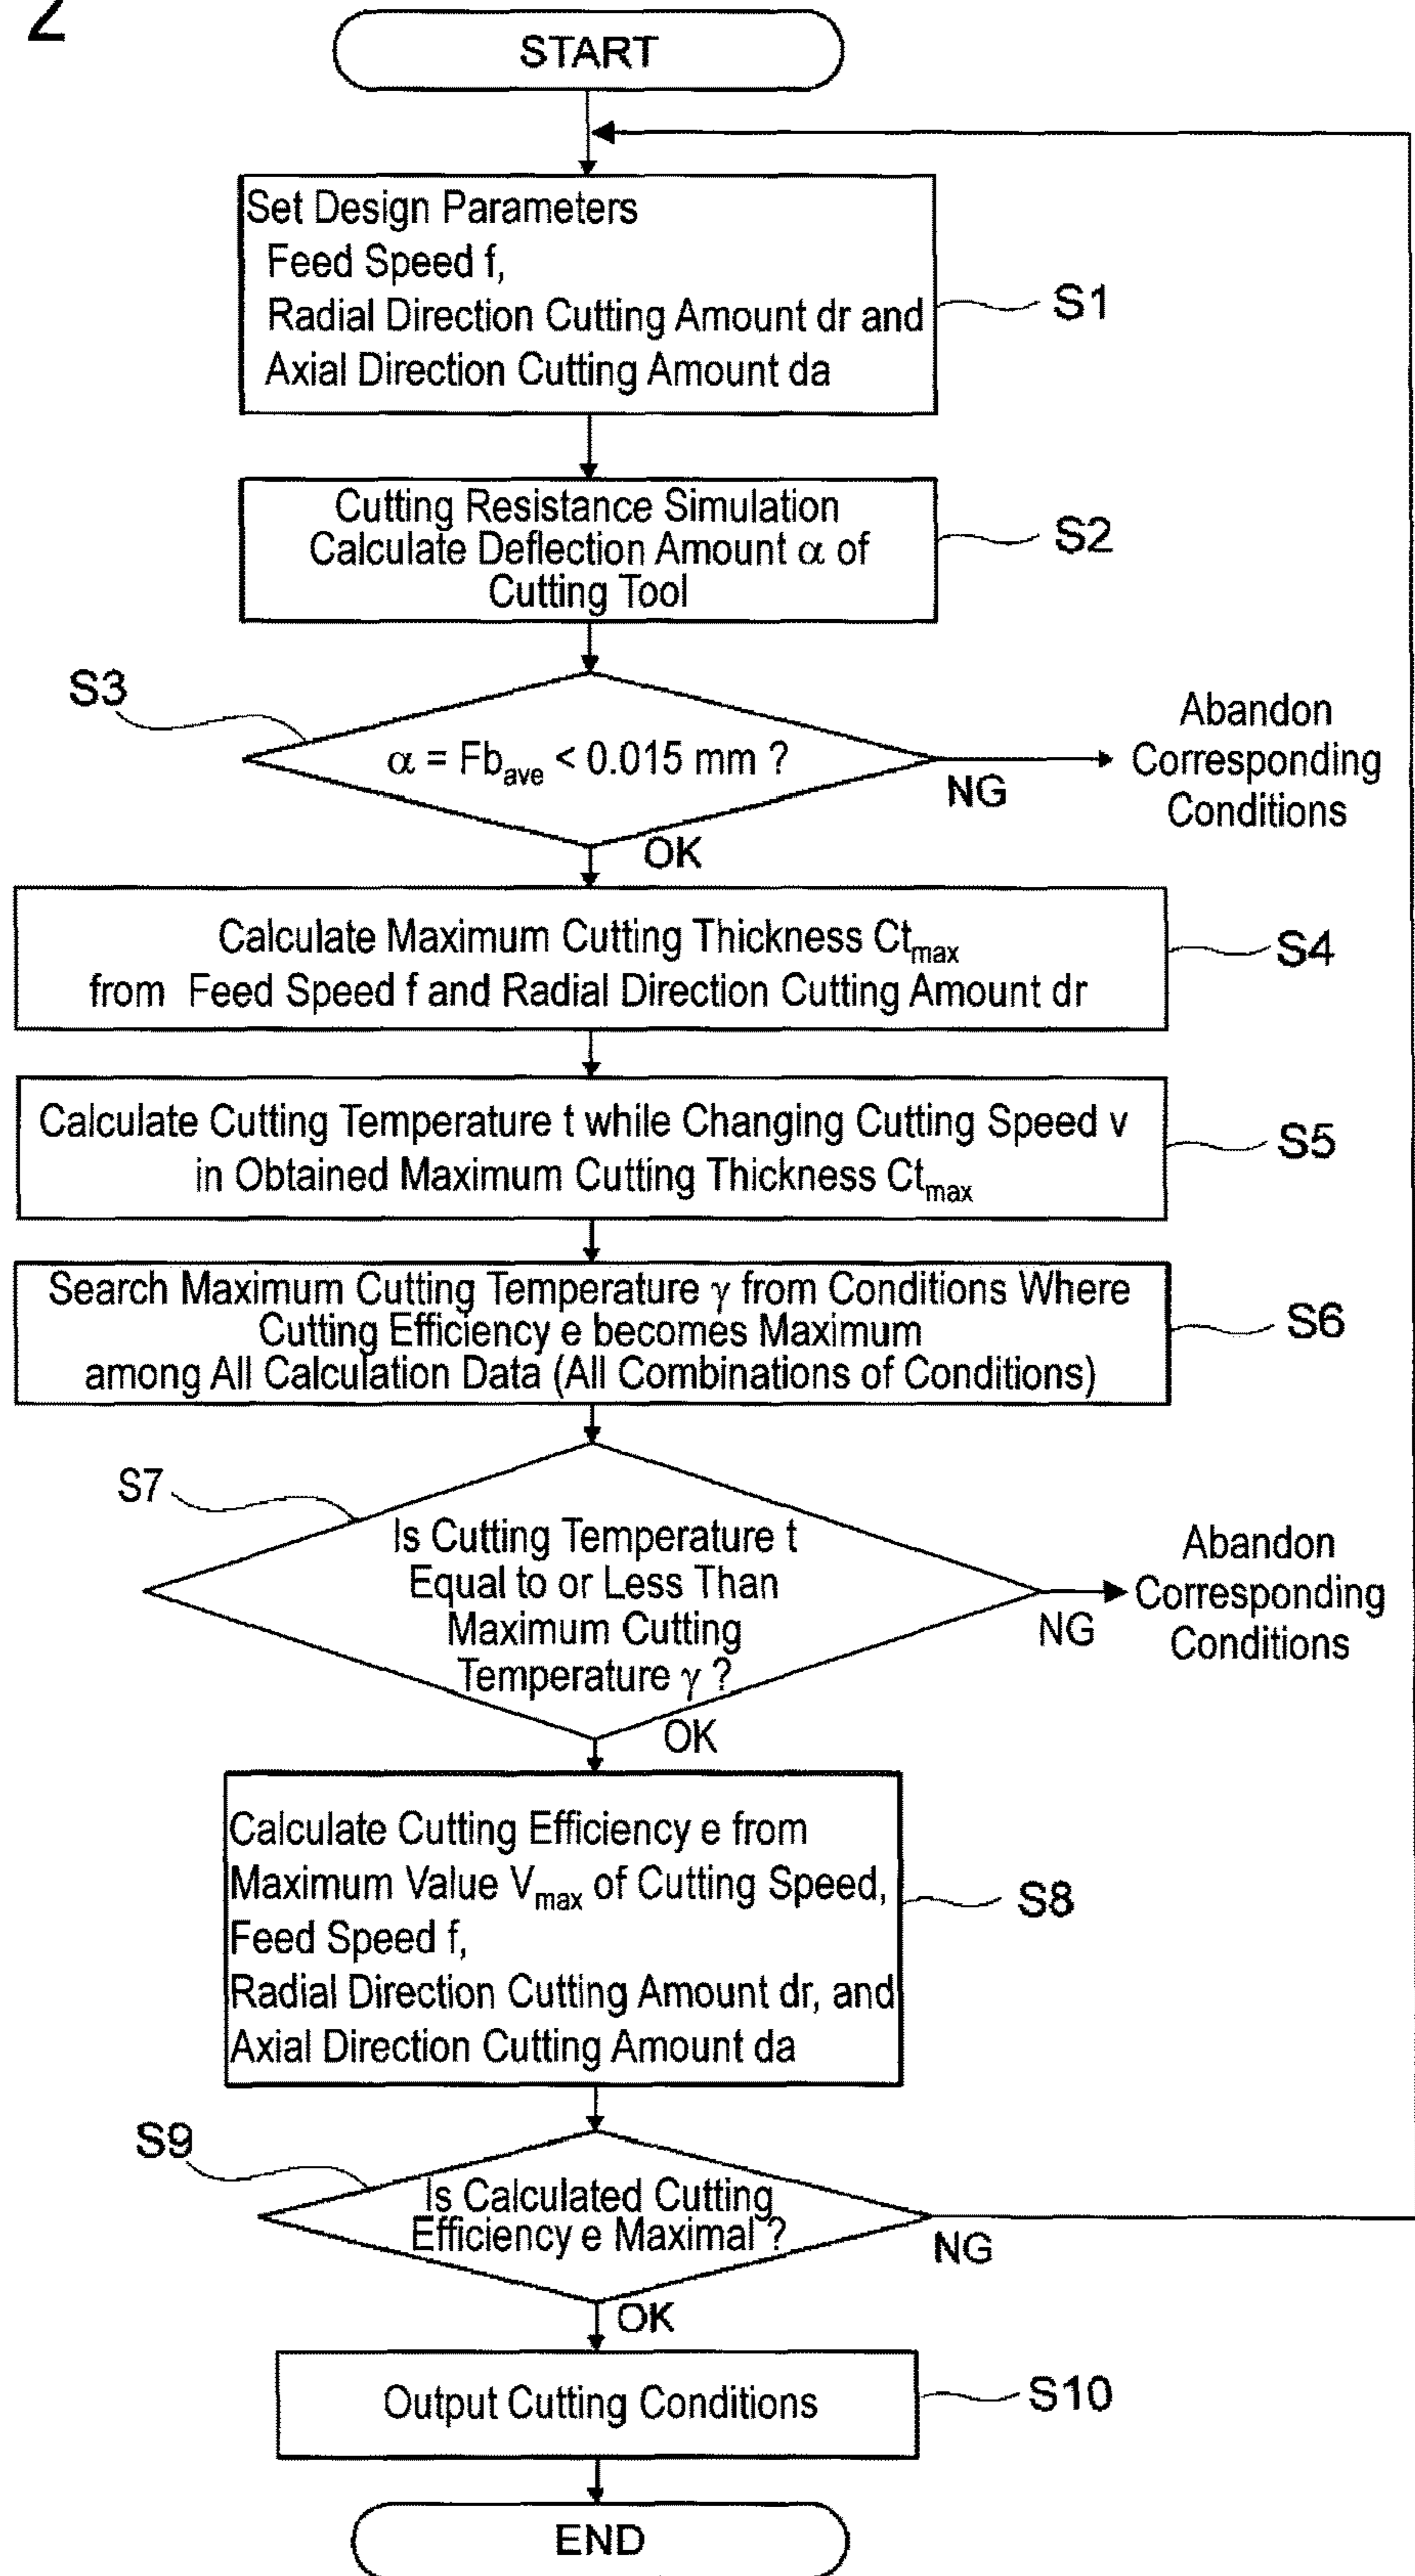 2
START
Set Design Parameters
Feed Speed f,
Radial Direction Cutting Amount dr and
Axial Direction Cutting Amount da
S1
Cutting Resistance Simulation
Calculate Deflection Amount α of
Cutting Tool
S2
S3
α = Fbave < 0.015 mm ?
NG
Abandon
Corresponding
Conditions
OK
Calculate Maximum Cutting Thickness Ctmax
from Feed Speed f and Radial Direction Cutting Amount dr
S4
Calculate Cutting Temperature t while Changing Cutting Speed v
in Obtained Maximum Cutting Thickness Ctmax
S5
Search Maximum Cutting Temperature γ from Conditions Where
Cutting Efficiency e becomes Maximum
among All Calculation Data (All Combinations of Conditions)
S6
S7
Is Cutting Temperature t
Equal to or Less Than
Maximum Cutting
Temperature γ ?
NG
Abandon
Corresponding
Conditions
OK
Calculate Cutting Efficiency e from
Maximum Value Vmax of Cutting Speed,
Feed Speed f,
Radial Direction Cutting Amount dr, and
Axial Direction Cutting Amount da
S8
S9
Is Calculated Cutting
Efficiency e Maximal ?
NG
OK
Output Cutting Conditions
S10
END